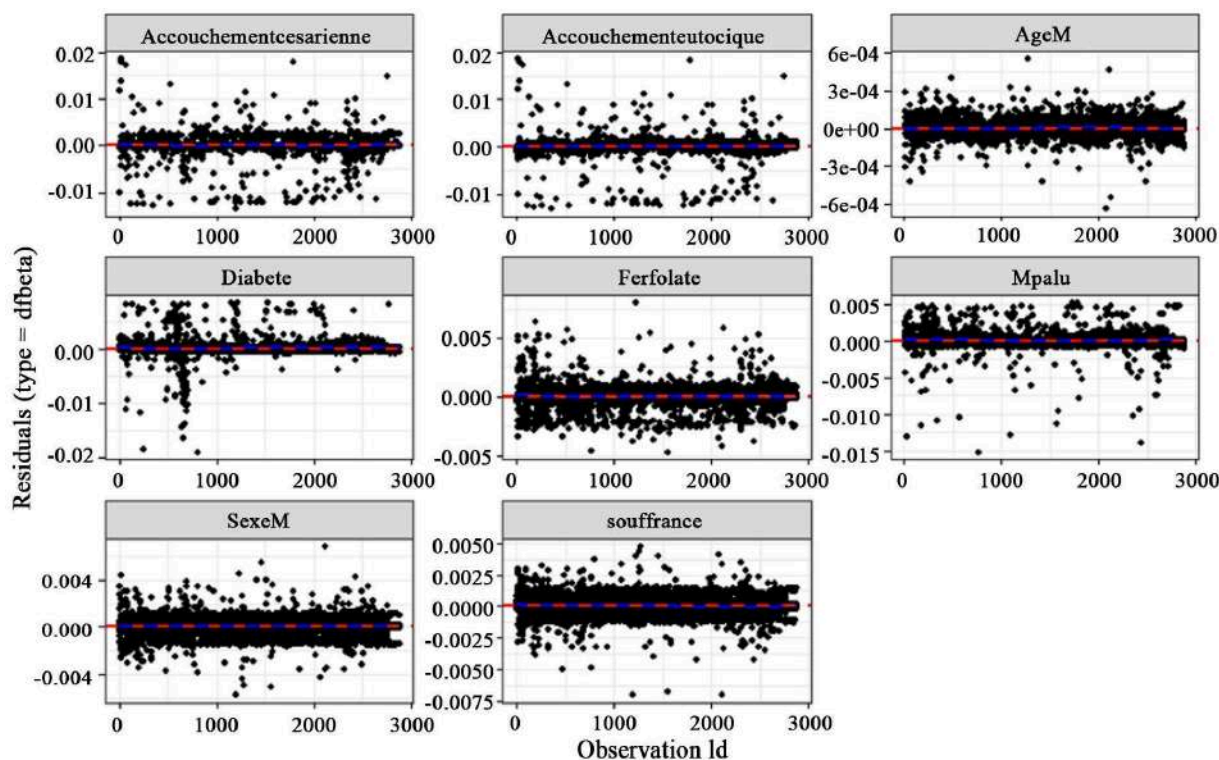 Accouchementcesarienne
Accouchementeutocique
AgeM
0.02
0.01
0.00
-0.01
0 1000 2000 3000
0.02
0.01
0.00
-0.01
0 1000 2000 3000
6e-04
3e-04
0e+00
-3e-04
-6e-04
0 1000 2000 3000
Residuals (type = dfbeta)
Diabete
Ferfolate
Mpalu
0.00
-0.01
-0.02
0 1000 2000 3000
0.005
0.000
-0.005
0 1000 2000 3000
0.005
0.000
-0.005
-0.010
-0.015
0 1000 2000 3000
SexeM
souffrance
0.004
0.000
-0.004
0 1000 2000 3000
0.0050
0.0025
0.0000
-0.0025
-0.0050
-0.0075
0 1000 2000 3000
Observation ld